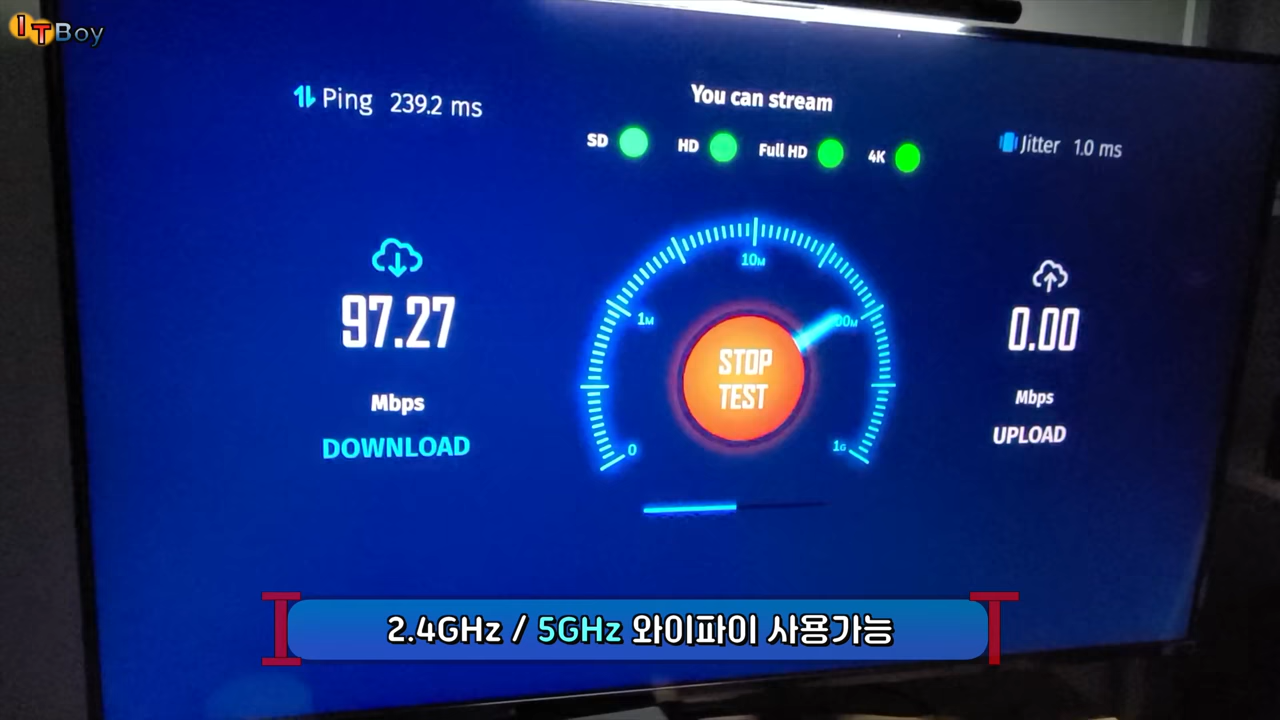 ITBoy
Ping 239.2 ms
You can stream
SD HD Full HD 4K
Jitter 1.0 ms
97.27
Mbps
DOWNLOAD
0
1M
10M
00M
1G
STOP
TEST
0.00
Mbps
UPLOAD
2.4GHz / 5GHz 와이파이 사용가능